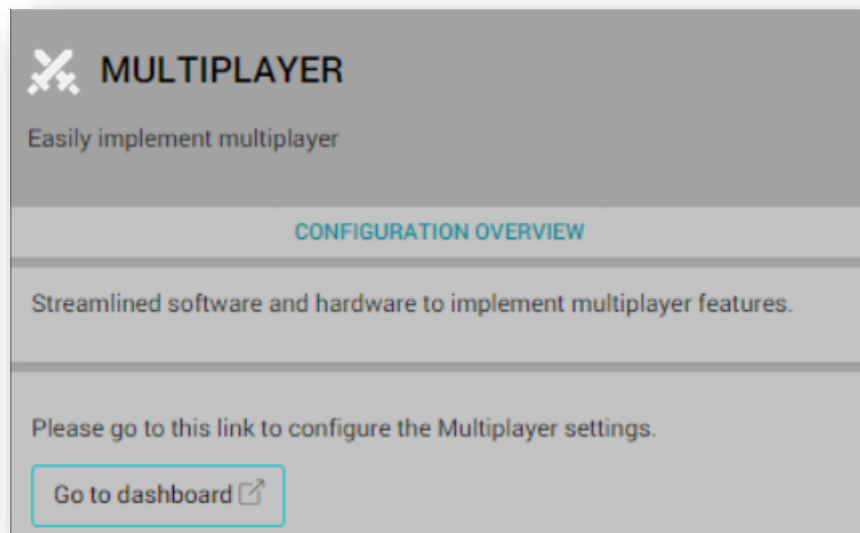 MULTIPLAYER
Easily implement multiplayer
CONFIGURATION OVERVIEW
Streamlined software and hardware to implement multiplayer features.
Please go to this link to configure the Multiplayer settings.
Go to dashboard